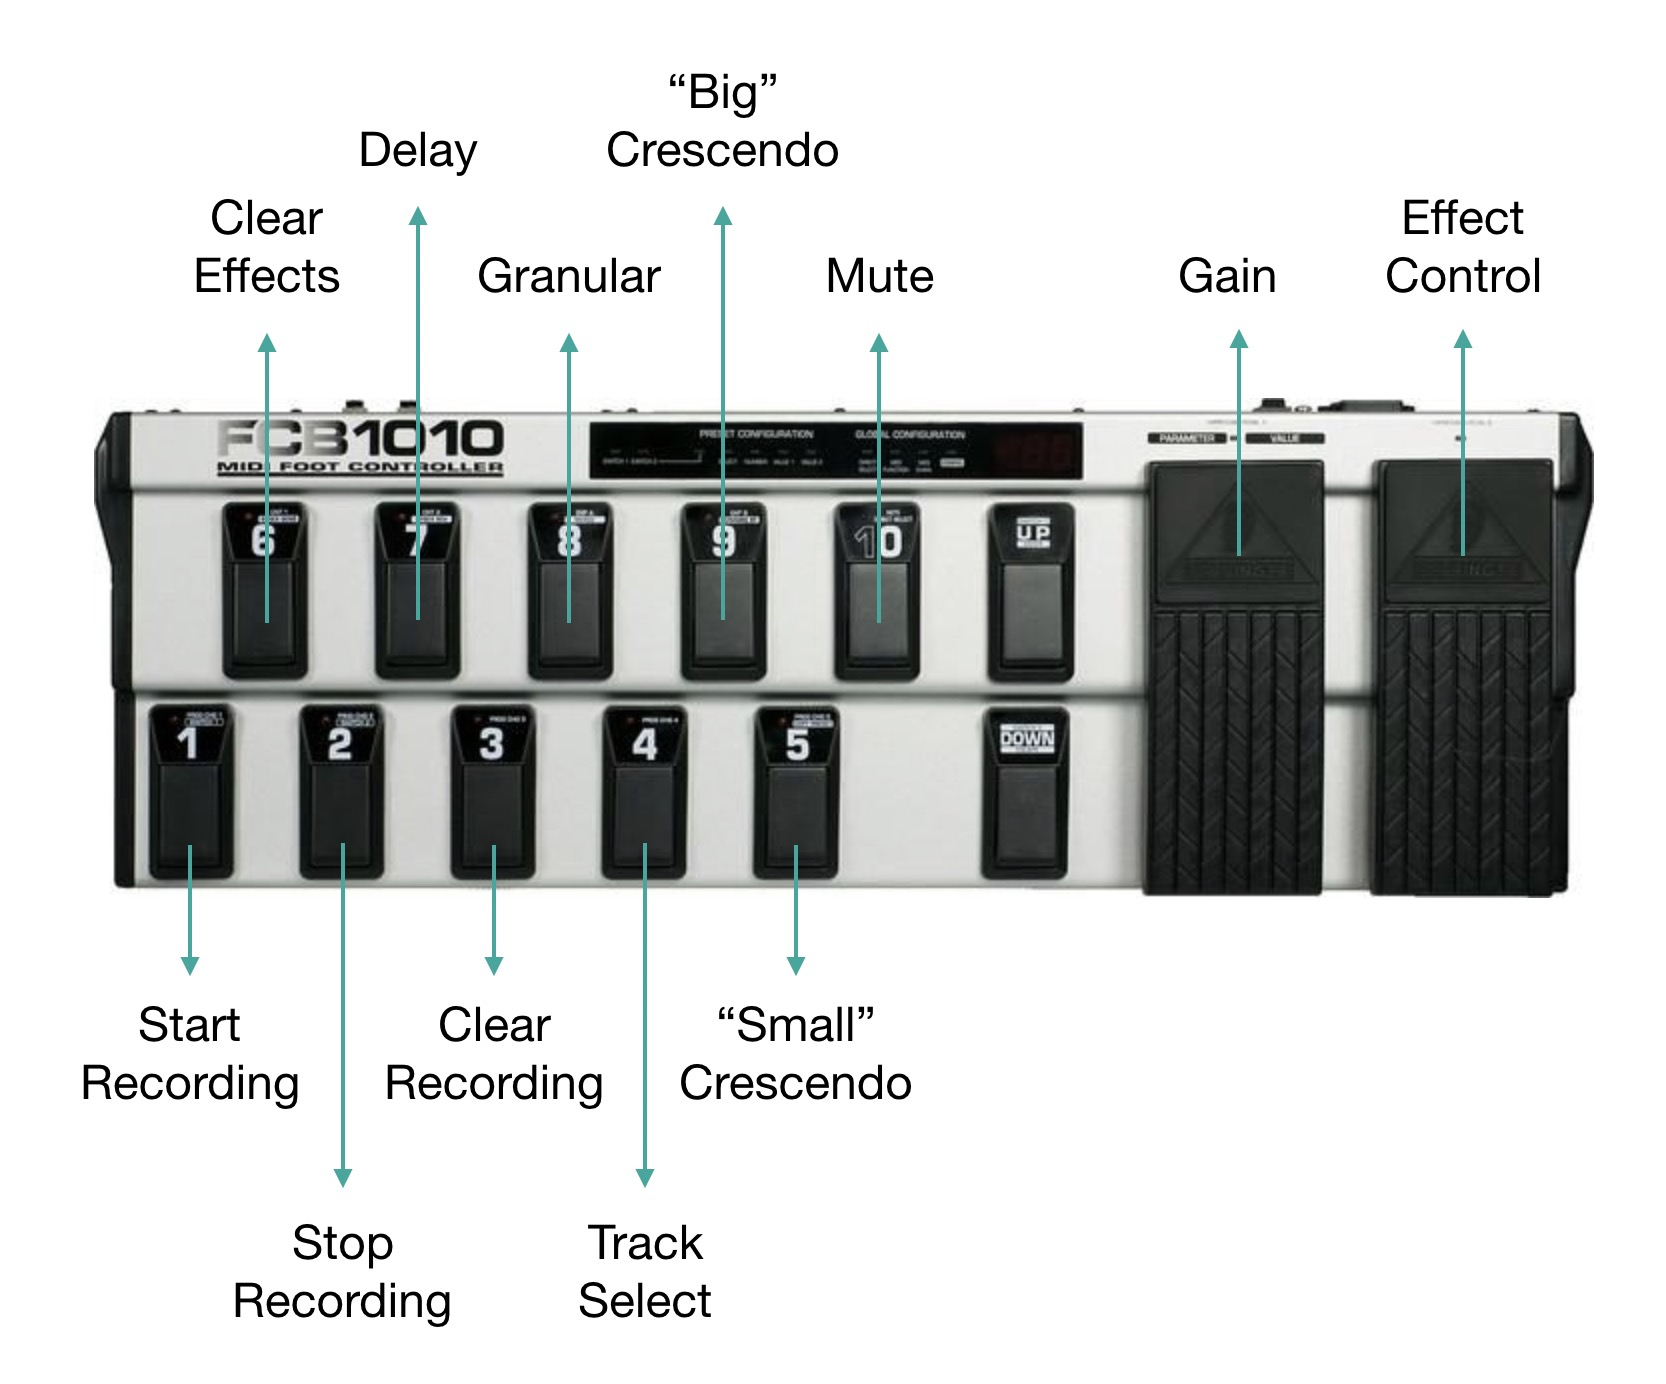 “Big”
Crescendo
Delay
Clear
Effects
Granular
Mute
Gain
Effect
Control
FCB1010
MIDI FOOT CONTROLLER
PRESET CONFIGURATION
GLOBAL CONFIGURATION
PARAMETER
VALUE
6
7
8
9
10
UP
1
2
3
4
5
DOWN
Start
Recording
Clear
Recording
“Small”
Crescendo
Stop
Recording
Track
Select